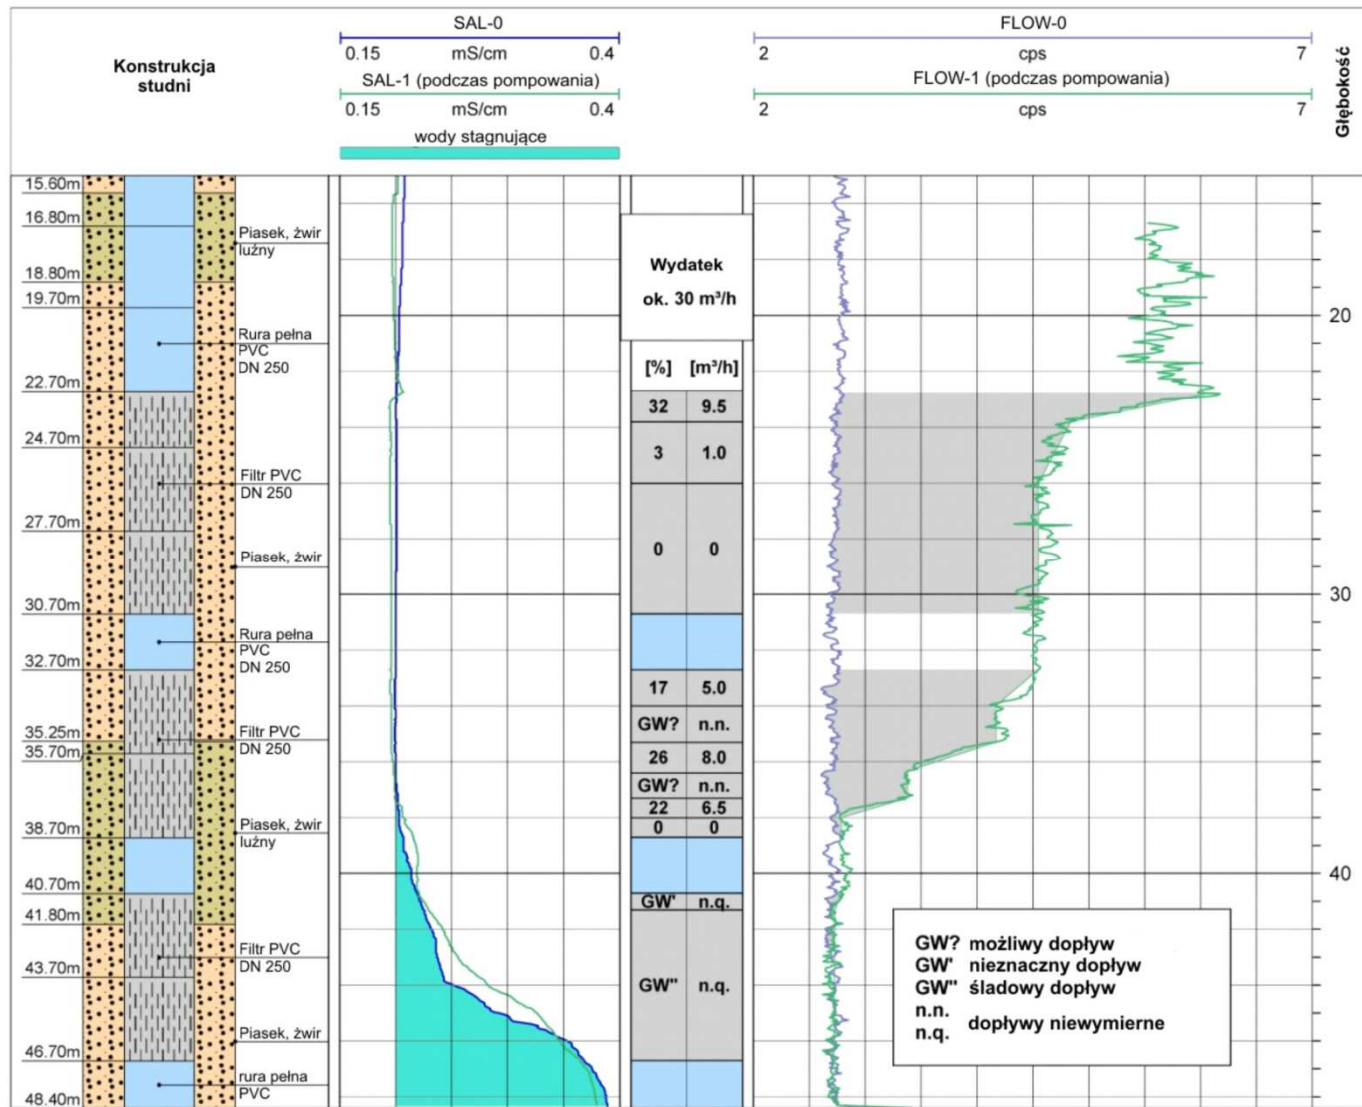 Konstrukcja
studni
SAL-0
0.15 mS/cm 0.4
SAL-1 (podczas pompowania)
0.15 mS/cm 0.4
wody stagnujące
FLOW-0
2 cps 7
FLOW-1 (podczas pompowania)
2 cps 7
Głębokość
15.60m
16.80m
18.80m
19.70m
22.70m
24.70m
27.70m
30.70m
32.70m
35.25m
35.70m
38.70m
40.70m
41.80m
43.70m
46.70m
48.40m
Piasek, żwir
luźny
Rura pełna
PVC
DN 250
Filtr PVC
DN 250
Piasek, żwir
Rura pełna
PVC
DN 250
Filtr PVC
DN 250
Piasek, żwir
luźny
Filtr PVC
DN 250
Piasek, żwir
rura pełna
PVC
Wydatek
ok. 30 m³/h
[%] [m³/h]
32 9.5
3 1.0
0 0
17 5.0
GW? n.n.
26 8.0
GW? n.n.
22 6.5
0 0
GW' n.q.
GW" n.q.
20
30
40
GW? możliwy dopływ
GW' nieznaczny dopływ
GW" śladowy dopływ
n.n.
n.q. dopływy niewymierne